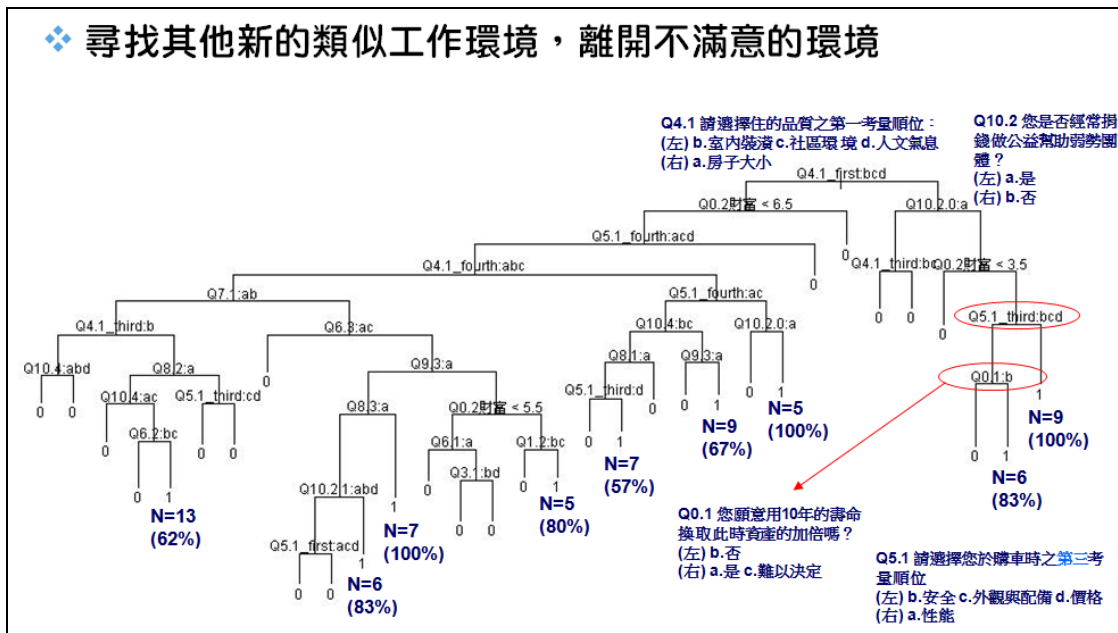 尋找其他新的類似工作環境，離開不滿意的環境
Q4.1 請選擇住的品質之第一考量順位：
(左) b.室內裝潢 c.社區環境 d.人文氣息
(右) a.房子大小
Q10.2 您是否經常捐
錢做公益幫助弱勢團
體？
(左) a.是
(右) b.否
Q4.1_first:bcd
Q0.2財富 < 6.5
Q10.2.0:a
Q5.1_fourth:acd
0
Q4.1_third:bc
Q0.2財富 < 3.5
Q4.1_fourth:abc
0
0
0
0
Q5.1_third:bcd
Q7.1:ab
Q5.1_fourth:ac
Q4.1_third:b
Q6.3:ac
Q10.4:bc
Q10.2.0:a
Q10.4:abd
Q8.2:a
0
Q9.3:a
Q8.1:a
Q9.3:a
0
1
Q0.1:b
1
0
0
Q10.4:ac
Q5.1_third:cd
Q8.3:a
Q0.2財富 < 5.5
Q5.1_third:d
0
0
1
N=5
(100%)
N=9
(100%)
0
Q6.2:bc
0
0
Q6.1:a
Q1.2:bc
0
1
N=9
(67%)
0
1
N=7
(57%)
N=6
(83%)
0
1
N=13
(62%)
Q10.2.1:abd
1
N=7
(100%)
0
Q3.1:bd
0
0
0
1
N=5
(80%)
Q5.1_first:acd
1
0
0
N=6
(83%)
Q0.1 您願意用10年的壽命
換取此時資產的加倍嗎？
(左) b.否
(右) a.是 c.難以決定
Q5.1 請選擇您於購車時之第三考
量順位
(左) b.安全 c.外觀與配備 d.價格
(右) a.性能